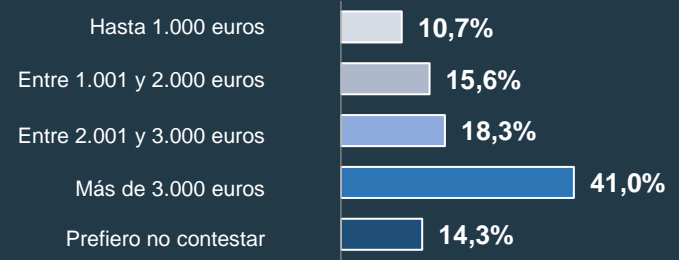 Hasta 1.000 euros 10,7%
Entre 1.001 y 2.000 euros 15,6%
Entre 2.001 y 3.000 euros 18,3%
Más de 3.000 euros 41,0%
Prefiero no contestar 14,3%